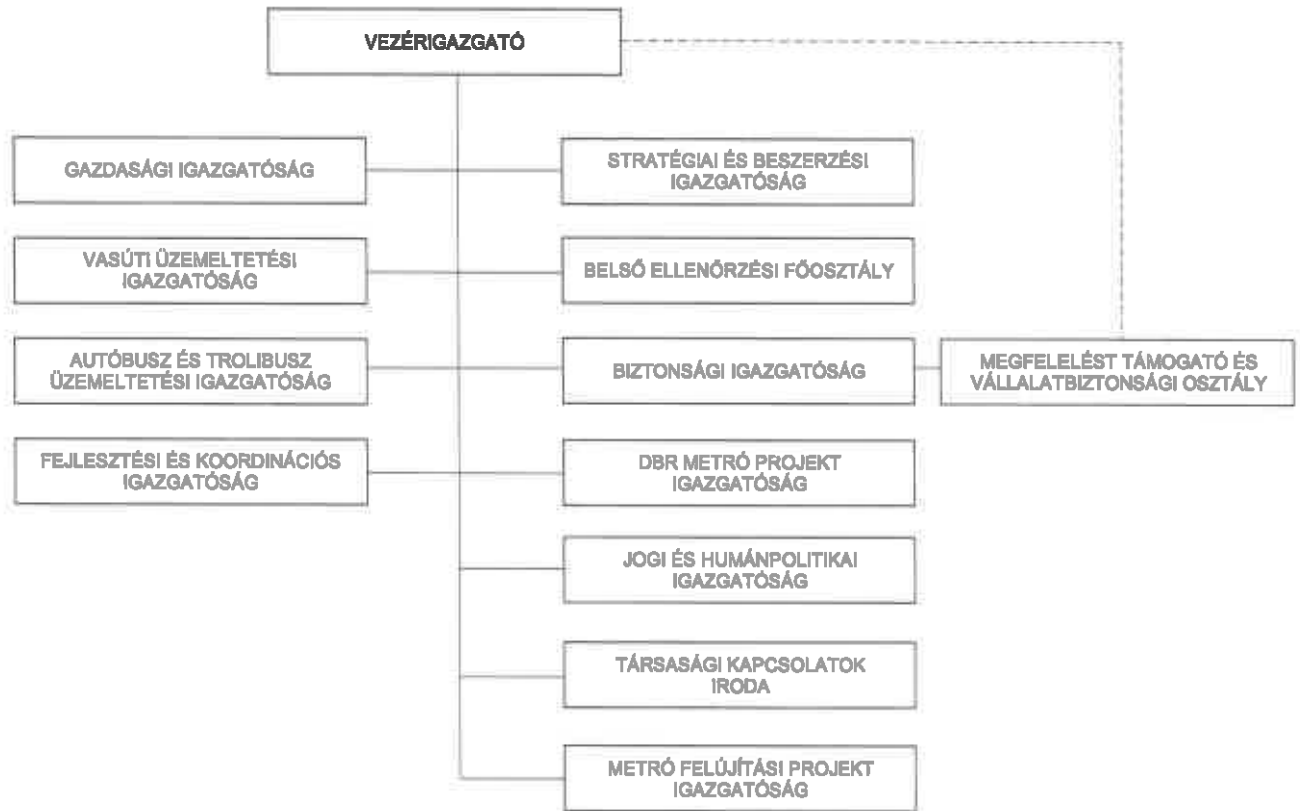 VEZÉRIGAZGATÓ
GAZDASÁGI IGAZGATÓSÁG
STRATÉGIAI ÉS BESZERZÉSI
IGAZGATÓSÁG
VASÚTI ÜZEMELTETÉSI
IGAZGATÓSÁG
BELSŐ ELLENŐRZÉSI FŐOSZTÁLY
AUTÓBUSZ ÉS TROLIBUSZ
ÜZEMELTETÉSI IGAZGATÓSÁG
BIZTONSÁGI IGAZGATÓSÁG
MEGFELELÉST TÁMOGATÓ ÉS
VÁLLALATBIZTONSÁGI OSZTÁLY
FEJLESZTÉSI ÉS KOORDINÁCIÓS
IGAZGATÓSÁG
DBR METRÓ PROJEKT
IGAZGATÓSÁG
JOGI ÉS HUMÁNPOLITIKAI
IGAZGATÓSÁG
TÁRSASÁGI KAPCSOLATOK
IRODA
METRÓ FELÚJÍTÁSI PROJEKT
IGAZGATÓSÁG